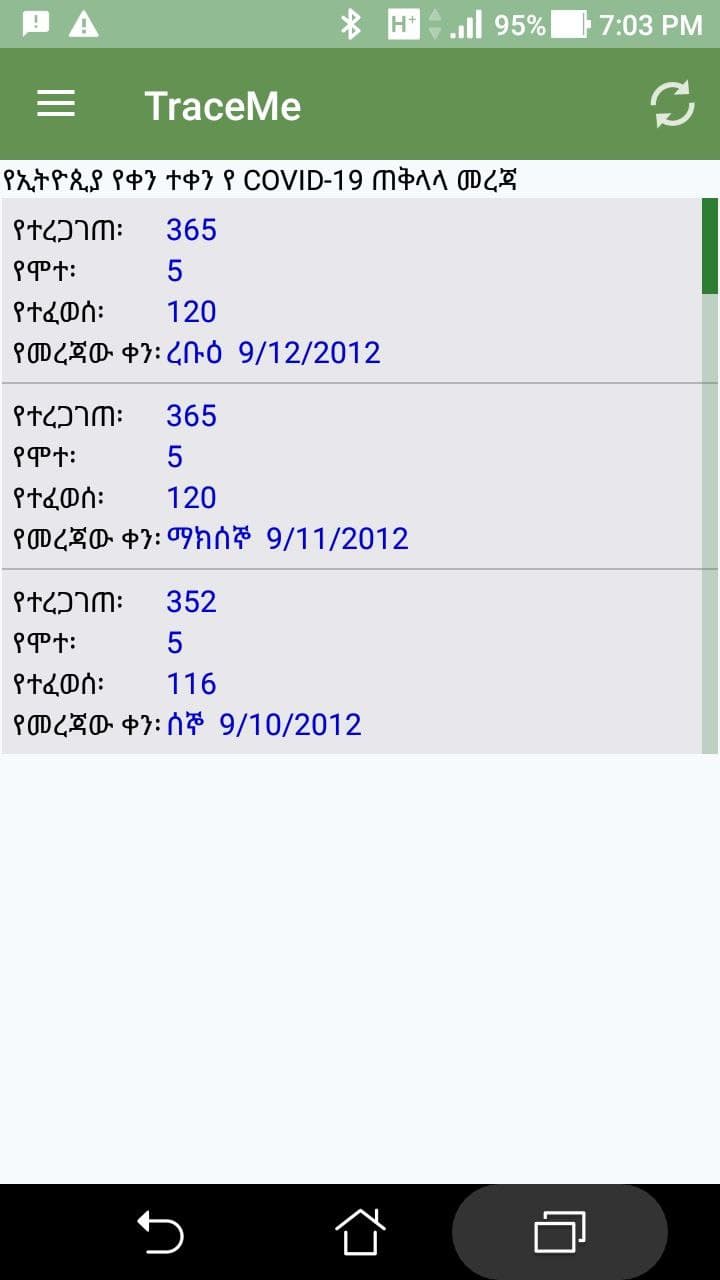 H+ 95% 7:03 PM
TraceMe
የኢትዮጲያ የቀን ተቀን የ COVID-19 ጠቅላላ መረጃ
የተረጋገጠ፡ 365
የሞተ፡ 5
የተፈወሰ፡ 120
የመረጃው ቀን፡ ረቡዕ 9/12/2012
የተረጋገጠ፡ 365
የሞተ፡ 5
የተፈወሰ፡ 120
የመረጃው ቀን፡ ማክሰኞ 9/11/2012
የተረጋገጠ፡ 352
የሞተ፡ 5
የተፈወሰ፡ 116
የመረጃው ቀን፡ ሰኞ 9/10/2012